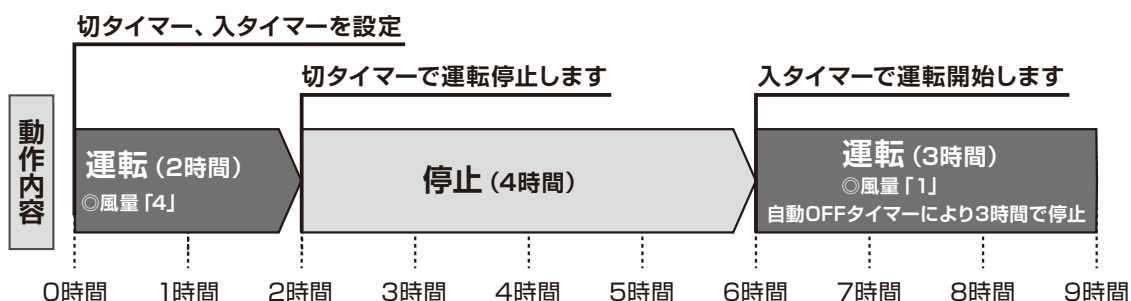 切タイマー、入タイマーを設定
切タイマーで運転停止します
入タイマーで運転開始します
動作内容
運転(2時間)
◎風量「4」
停止(4時間)
運転(3時間)
◎風量「1」
自動OFFタイマーにより3時間で停止
0時間 1時間 2時間 3時間 4時間 5時間 6時間 7時間 8時間 9時間